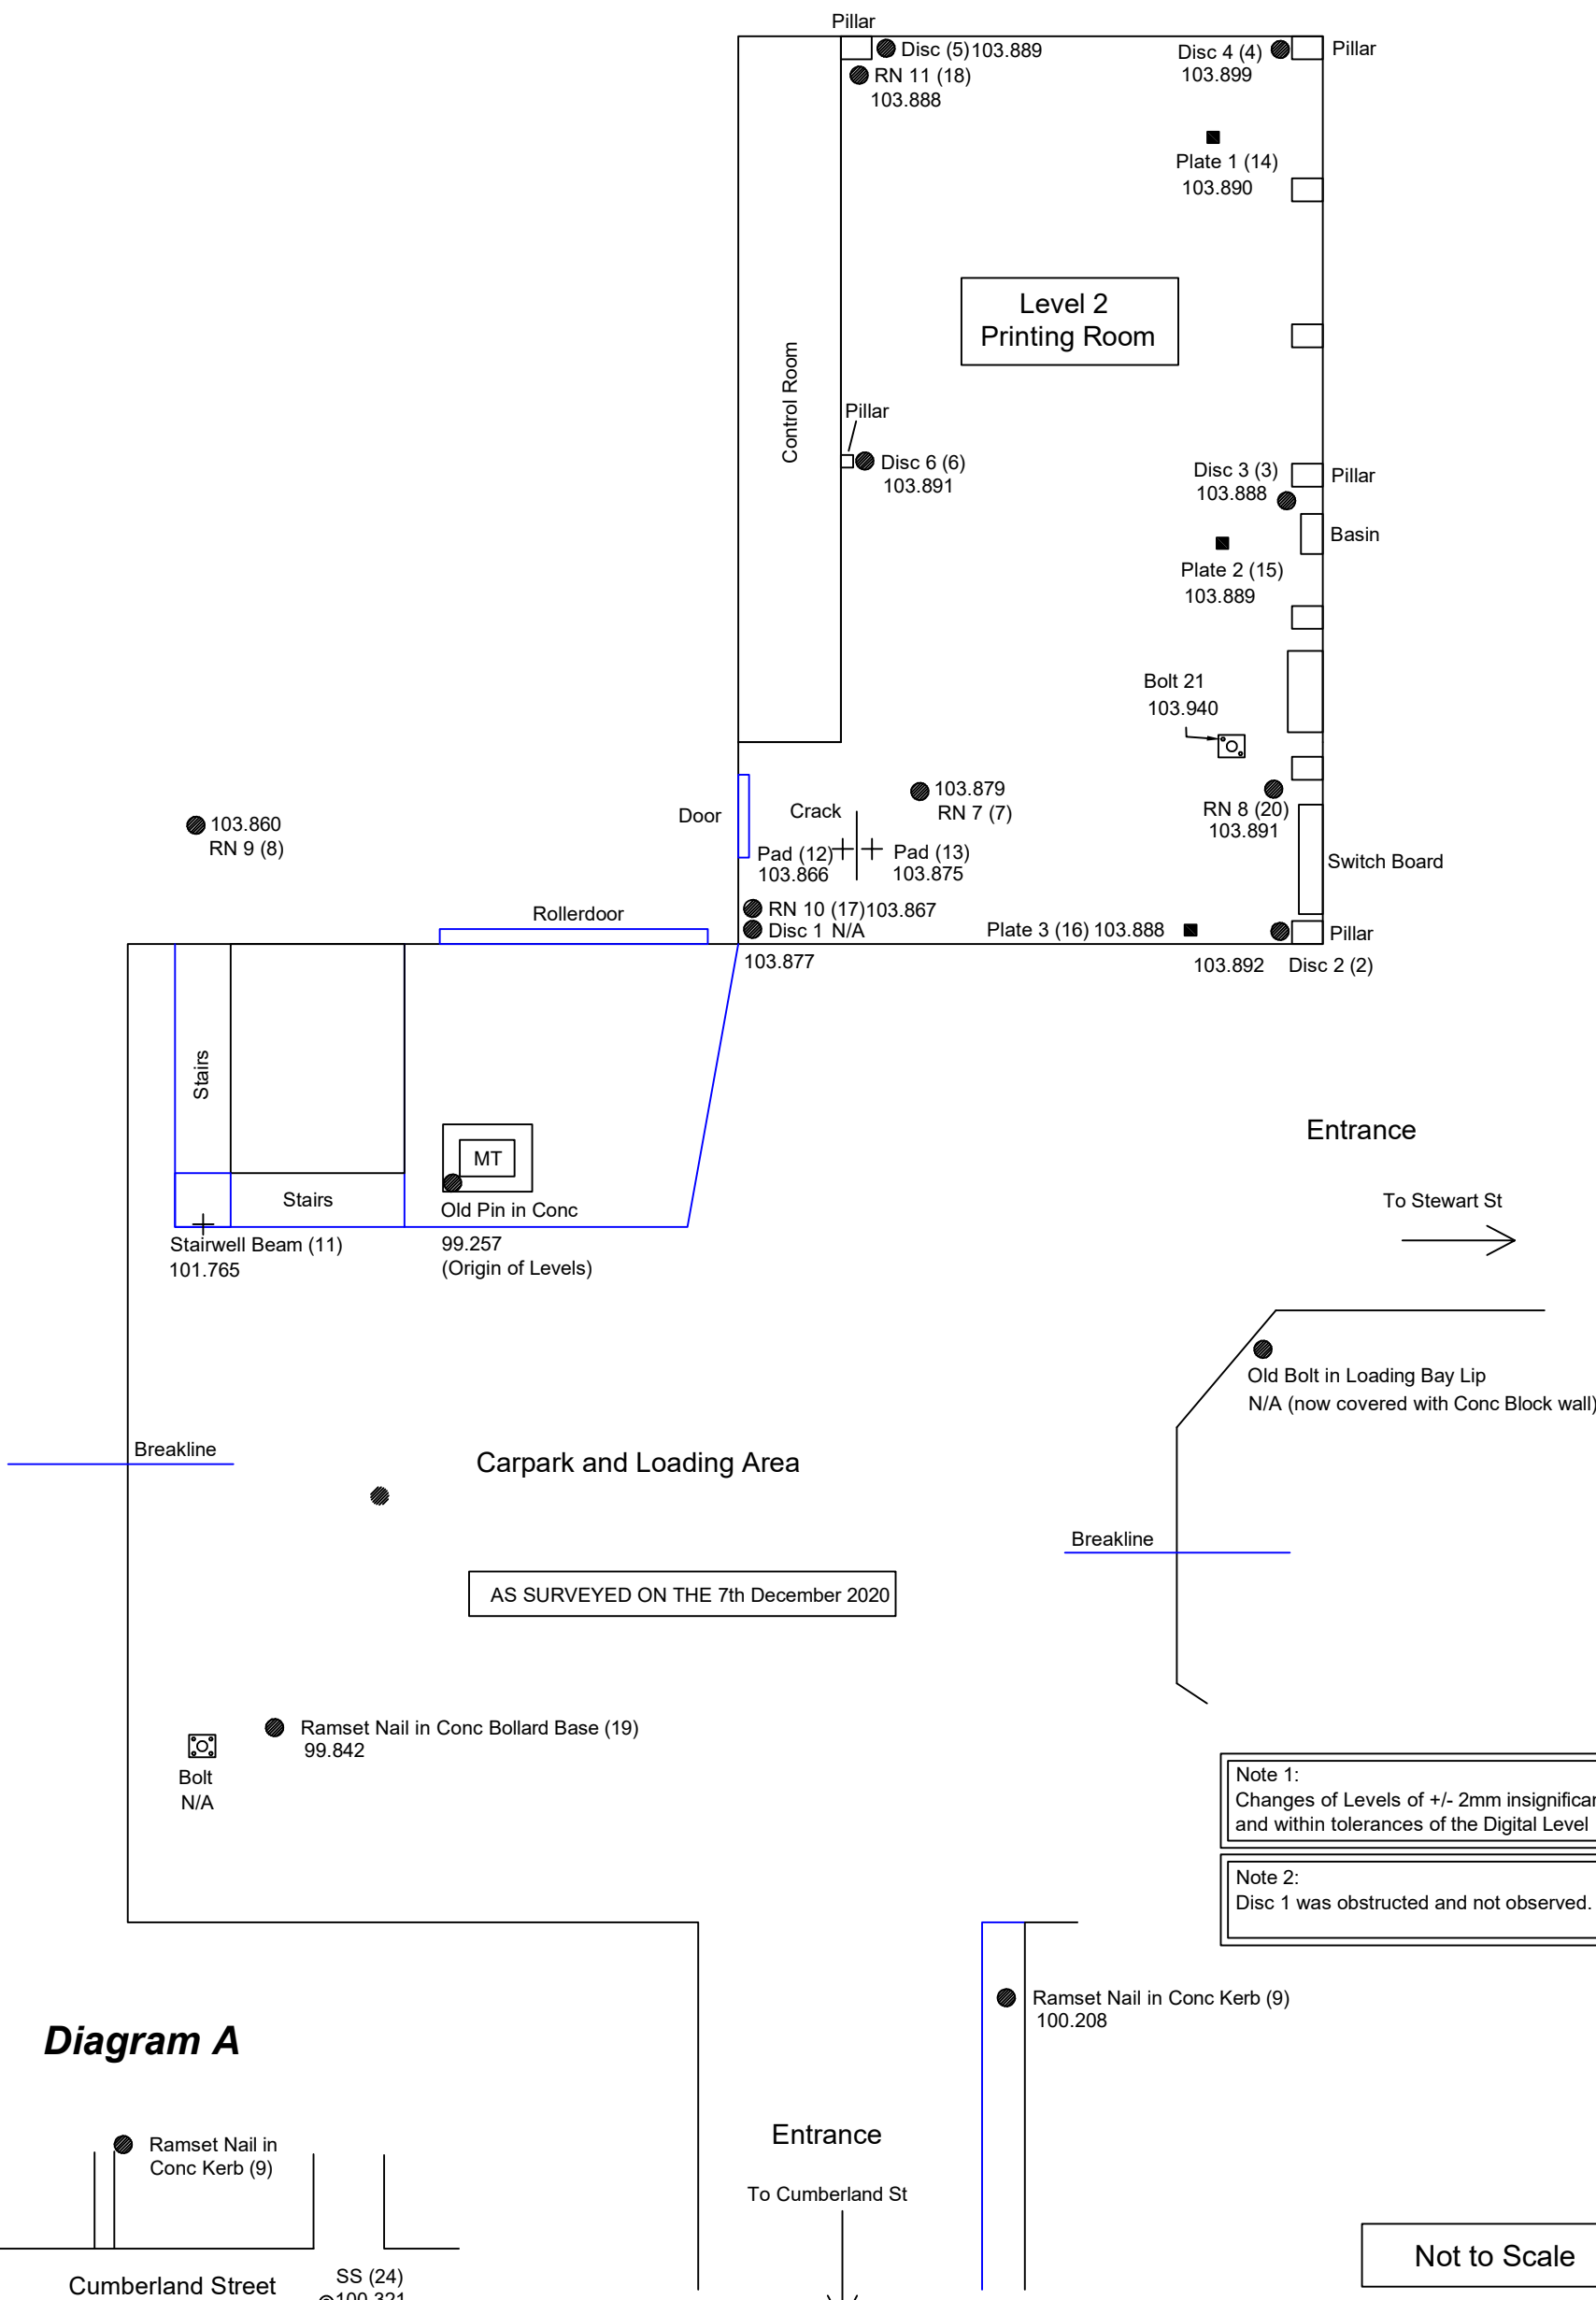 Pillar
Disc (5) 103.889
RN 11 (18)
103.888
Disc 4 (4)
103.899
Pillar
Plate 1 (14)
103.890
Level 2
Printing Room
Control Room
Pillar
Disc 6 (6)
103.891
Disc 3 (3)
103.888
Pillar
Basin
Plate 2 (15)
103.889
Bolt 21
103.940
103.860
RN 9 (8)
Door
Crack
103.879
RN 7 (7)
RN 8 (20)
103.891
Pad (12)
103.866
Pad (13)
103.875
Switch Board
Rollerdoor
RN 10 (17) 103.867
Disc 1 N/A
103.877
Plate 3 (16) 103.888
Pillar
103.892 Disc 2 (2)
Stairs
MT
Stairs
Old Pin in Conc
99.257
(Origin of Levels)
Stairwell Beam (11)
101.765
Entrance
To Stewart St
Old Bolt in Loading Bay Lip
N/A (now covered with Conc Block wall)
Breakline
Carpark and Loading Area
Breakline
AS SURVEYED ON THE 7th December 2020
Ramset Nail in Conc Bollard Base (19)
99.842
Bolt
N/A
Note 1:
Changes of Levels of +/- 2mm
and within tolerances of the Digital Level
Note 2:
Disc 1 was obstructed and not observed.
Ramset Nail in Conc Kerb (9)
100.208
Diagram A
Ramset Nail in
Conc Kerb (9)
Entrance
To Cumberland St
Cumberland Street
SS (24)
100.321
Not to Scale